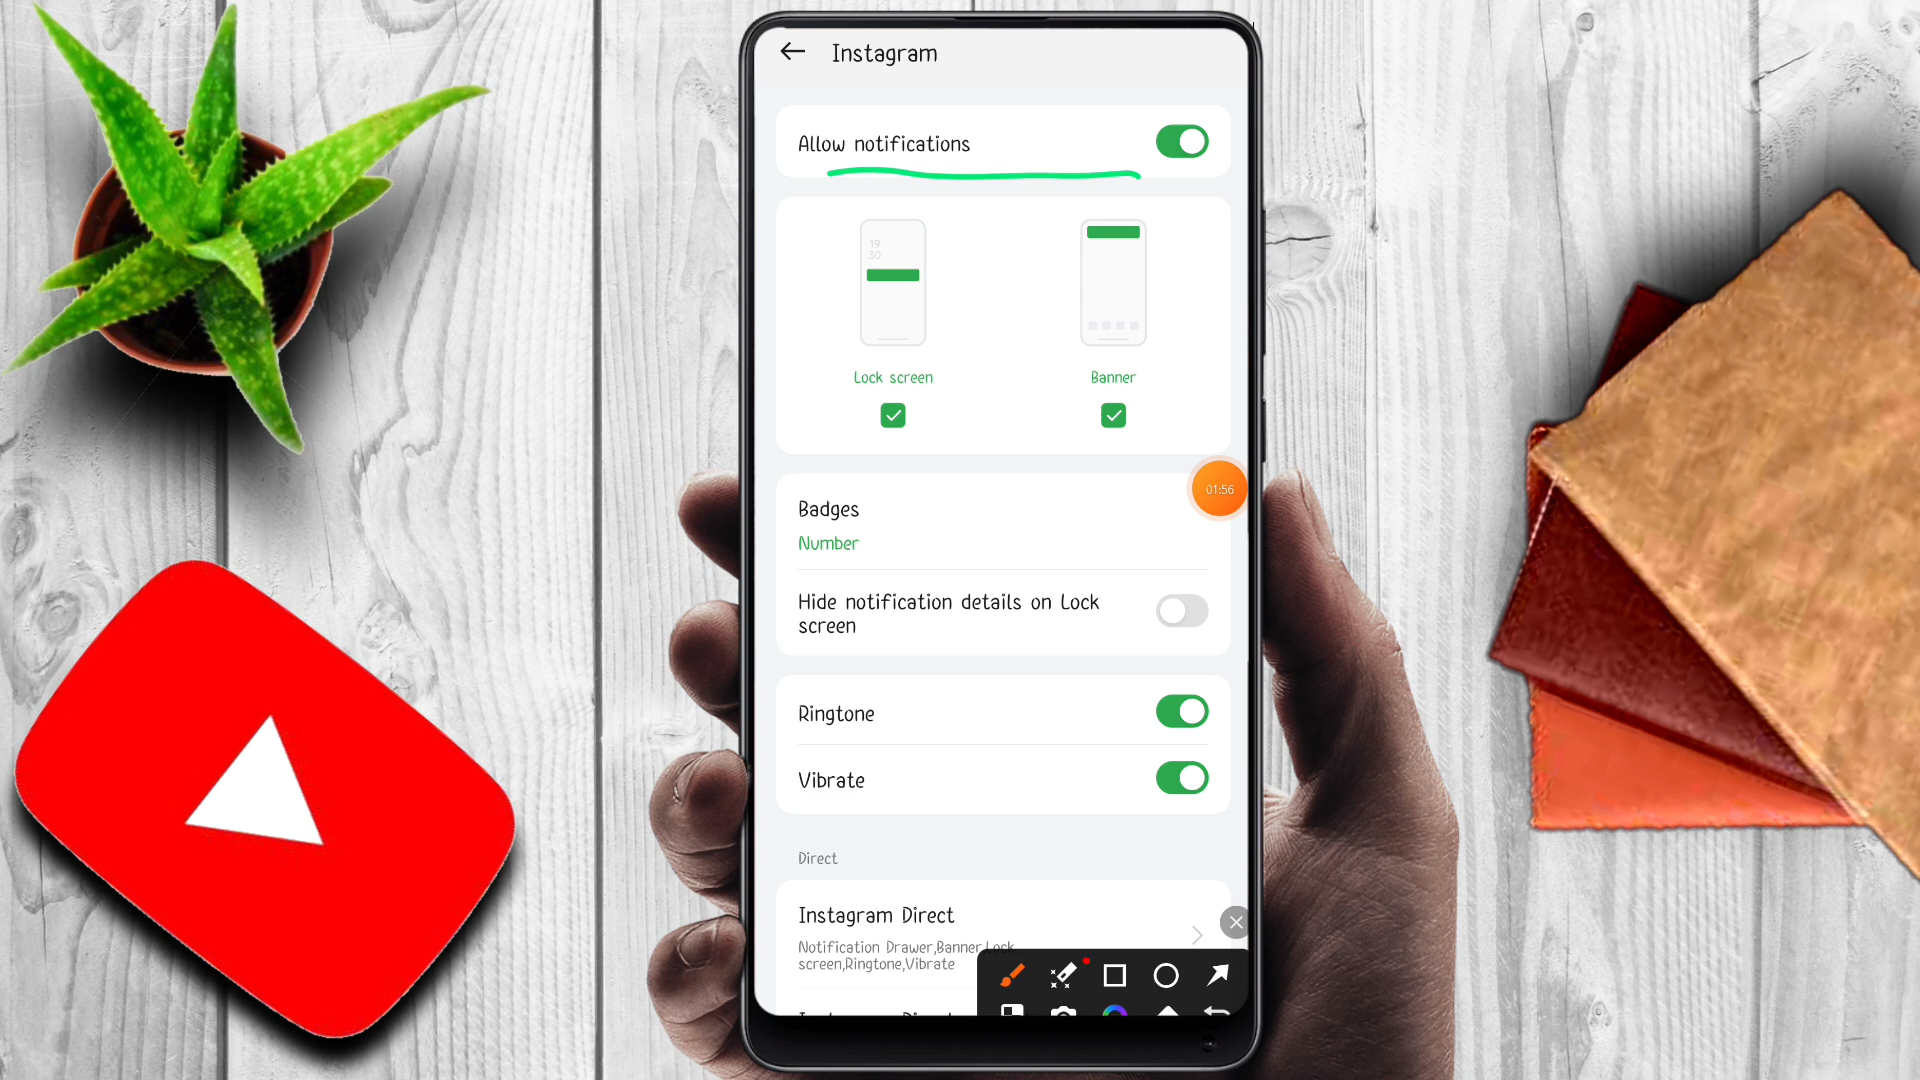 Instagram
Allow notifications
19
30
Lock screen
Banner
01:56
Badges
Number
Hide notification details on Lock
screen
Ringtone
Vibrate
Direct
Instagram Direct
Notification Drawer,Banner,Lock
screen,Ringtone,Vibrate